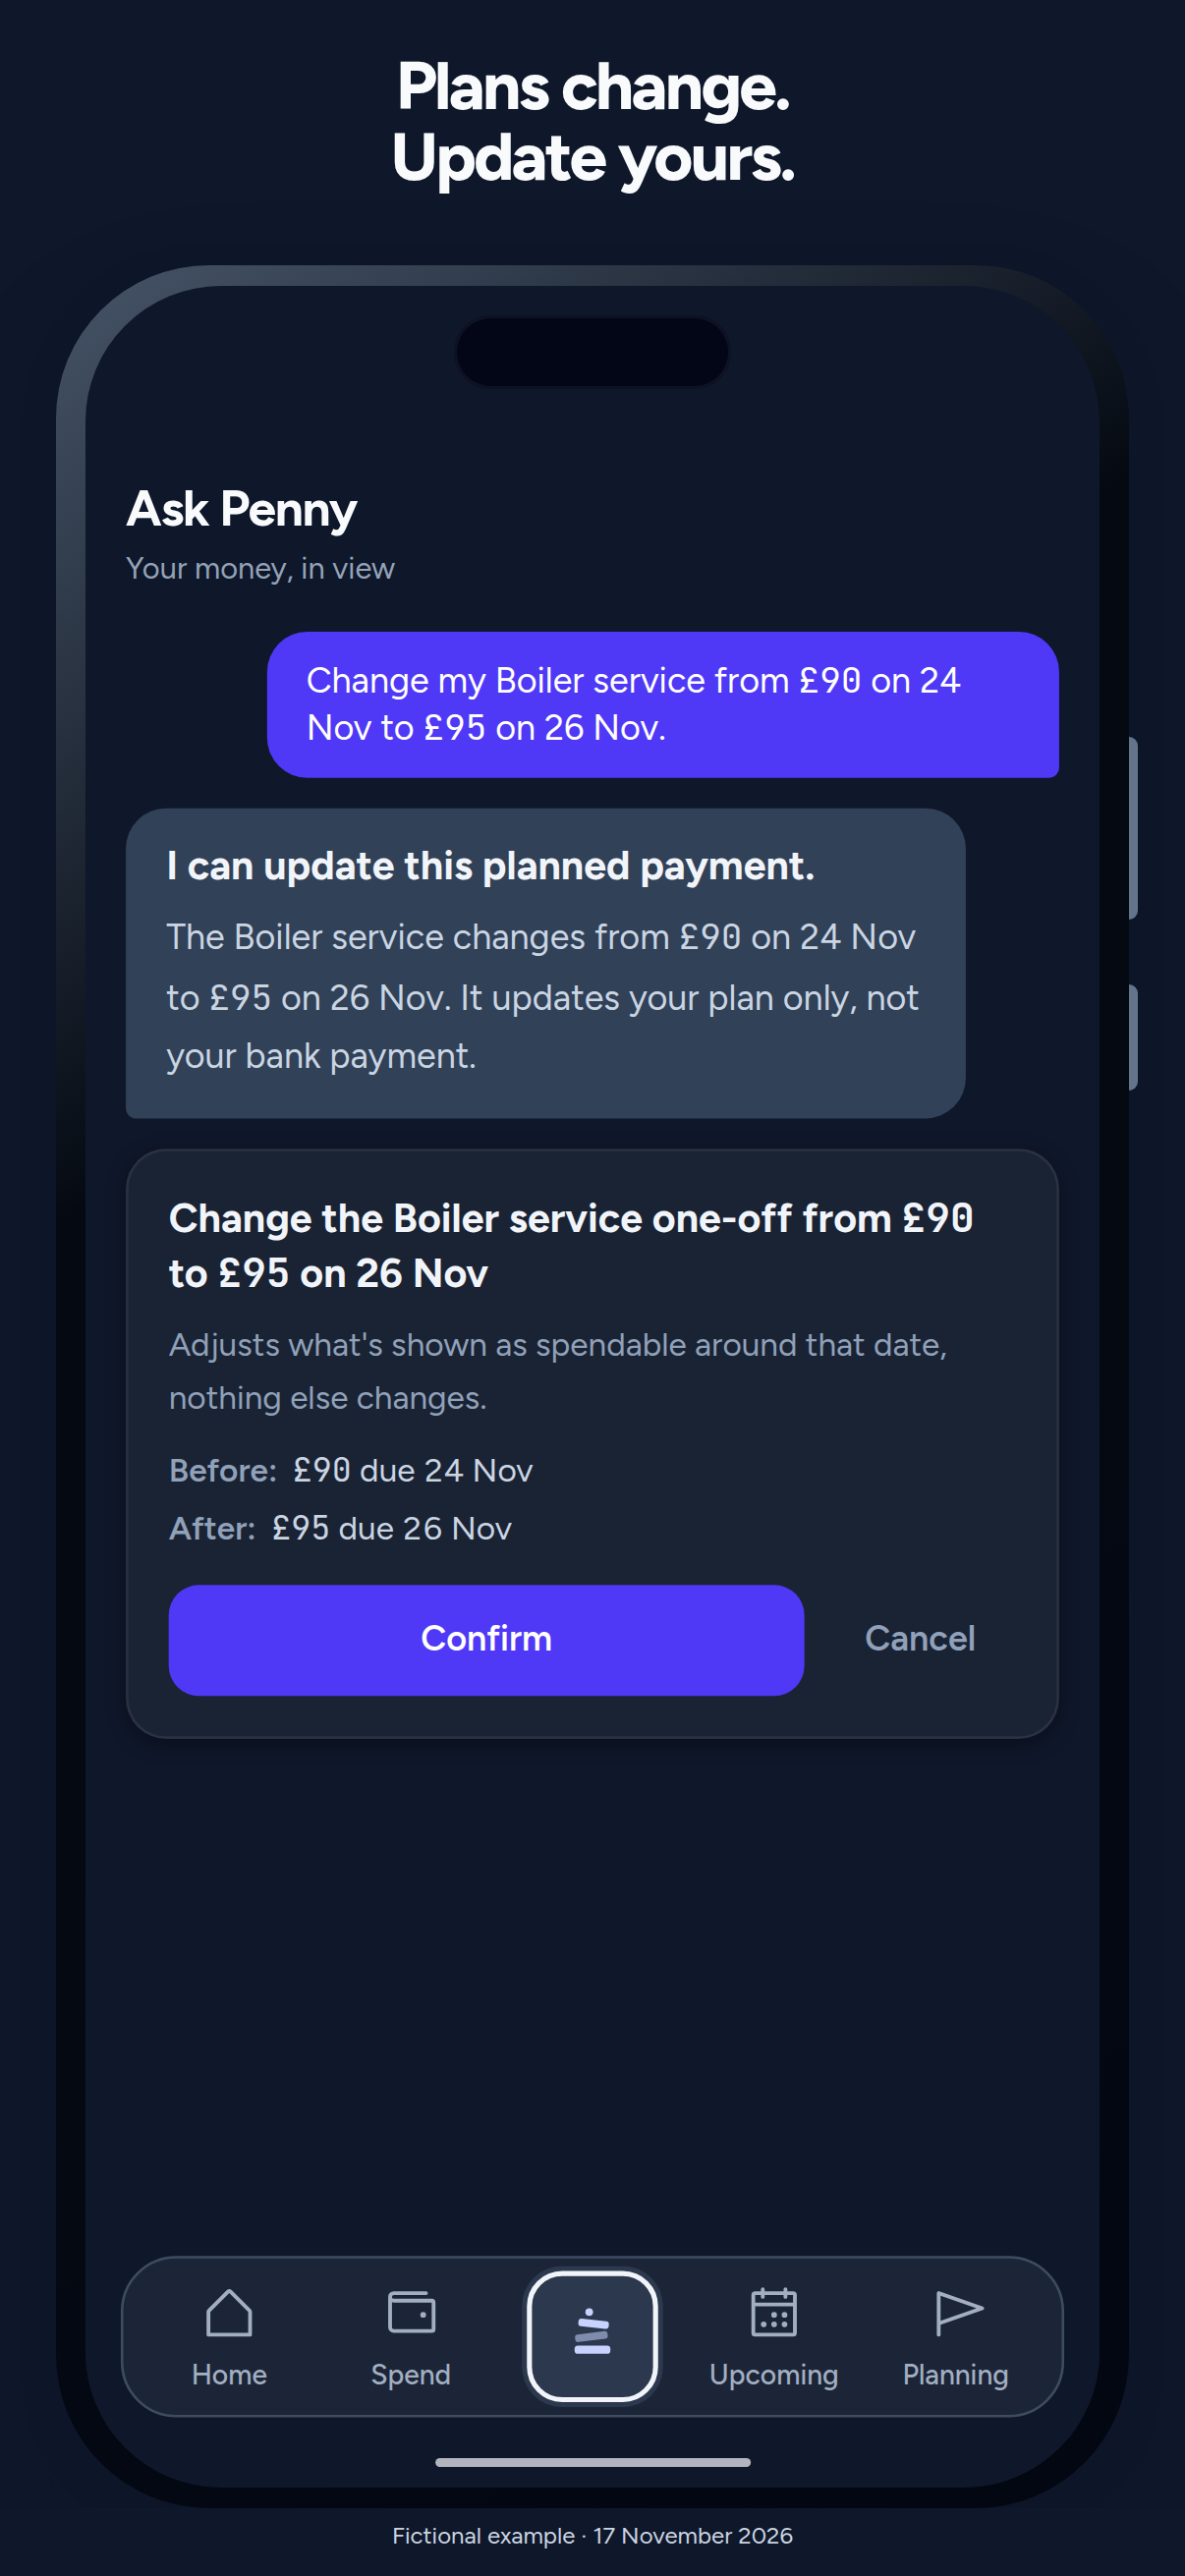 Plans change.
Update yours.
Ask Penny
Your money, in view
Change my Boiler service from £90 on 24
Nov to £95 on 26 Nov.
I can update this planned payment.
The Boiler service changes from £90 on 24 Nov
to £95 on 26 Nov. It updates your plan only, not
your bank payment.
Change the Boiler service one-off from £90
to £95 on 26 Nov
Adjusts what's shown as spendable around that date,
nothing else changes.
Before: £90 due 24 Nov
After: £95 due 26 Nov
Confirm Cancel
Home Spend Upcoming Planning
Fictional example · 17 November 2026